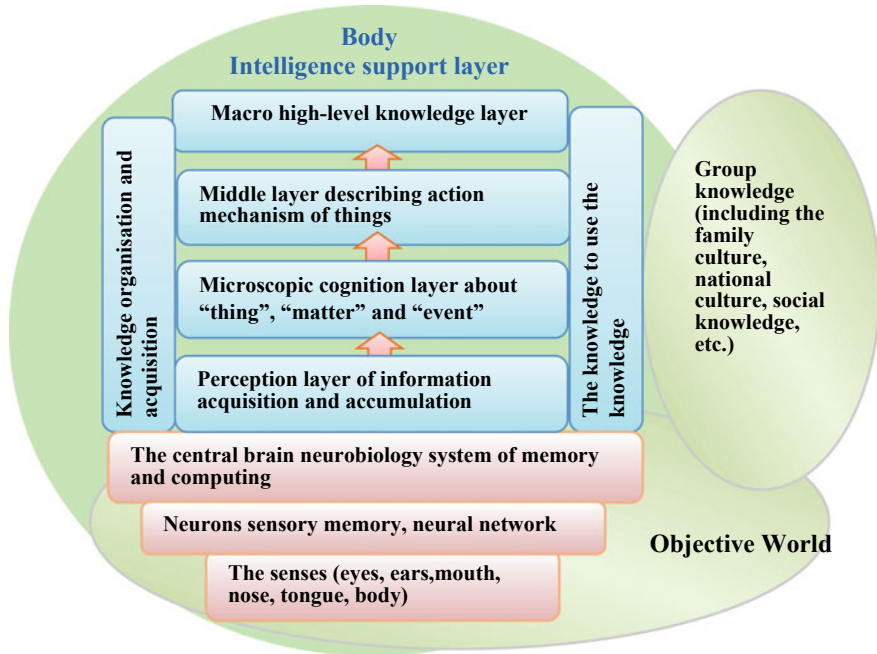 Body
Intelligence support layer
Macro high-level knowledge layer
Middle layer describing action
mechanism of things
Microscopic cognition layer about
“thing”, “matter” and “event”
Perception layer of information
acquisition and accumulation
Knowledge organisation and
acquisition
The knowledge to use the
knowledge
Group
knowledge
(including the
family
culture,
national
culture, social
knowledge,
etc.)
The central brain neurobiology system of memory
and computing
Neurons sensory memory, neural network
The senses (eyes, ears,mouth,
nose, tongue, body)
Objective World